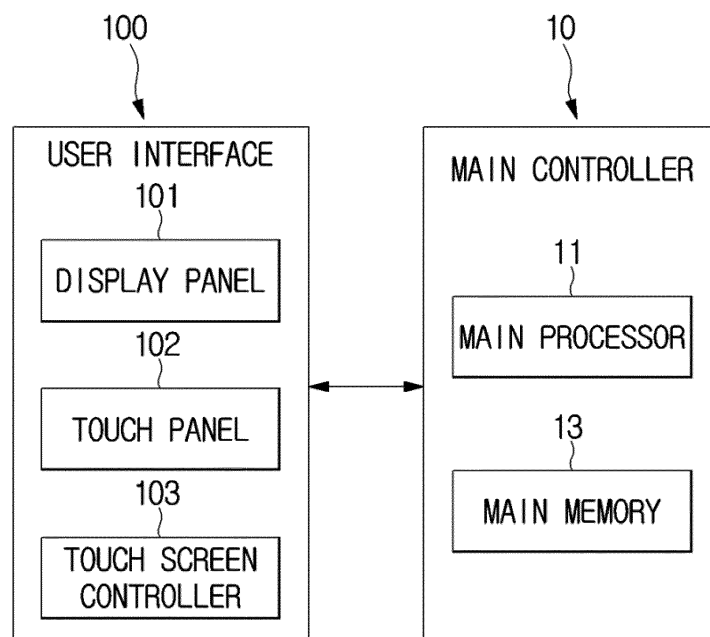 100
10
USER INTERFACE
MAIN CONTROLLER
101
DISPLAY PANEL
11
MAIN PROCESSOR
102
TOUCH PANEL
13
MAIN MEMORY
103
TOUCH SCREEN
CONTROLLER